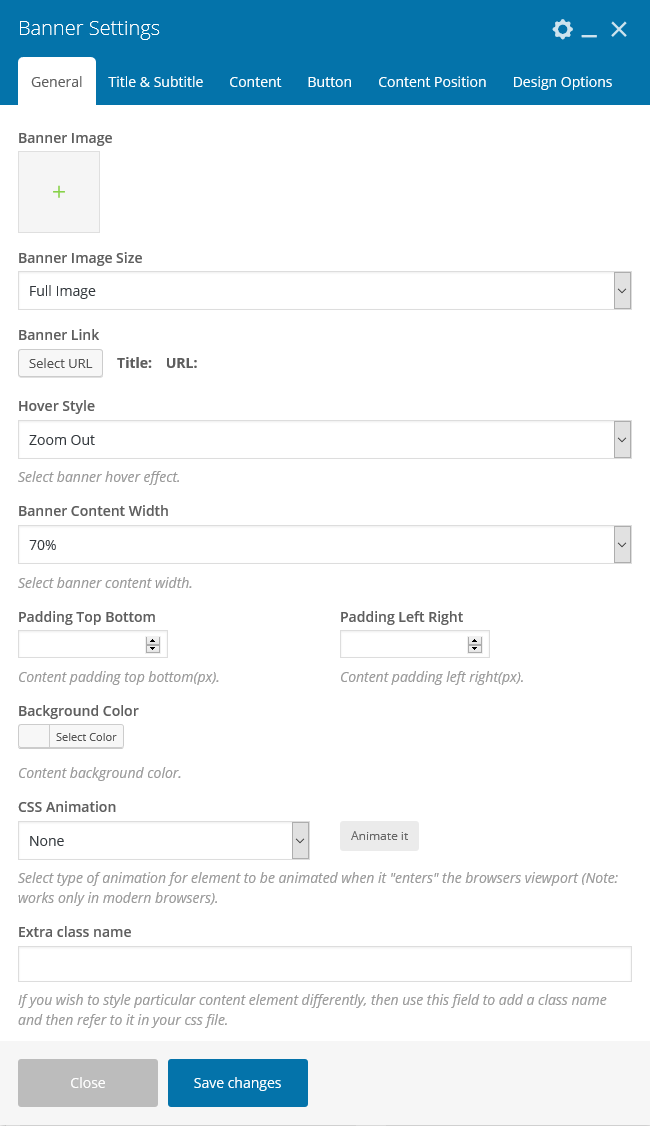 Banner Settings
General Title & Subtitle Content Button Content Position Design Options
Banner Image
Banner Image Size
Full Image
Banner Link
Select URL Title: URL:
Hover Style
Zoom Out
Select banner hover effect.
Banner Content Width
70%
Select banner content width.
Padding Top Bottom Padding Left Right
Content padding top bottom(px). Content padding left right(px).
Background Color
Select Color
Content background color.
CSS Animation
None Animate it
Select type of animation for element to be animated when it "enters" the browsers viewport (Note:
works only in modern browsers).
Extra class name
If you wish to style particular content element differently, then use this field to add a class name
and then refer to it in your css file.
Close Save changes